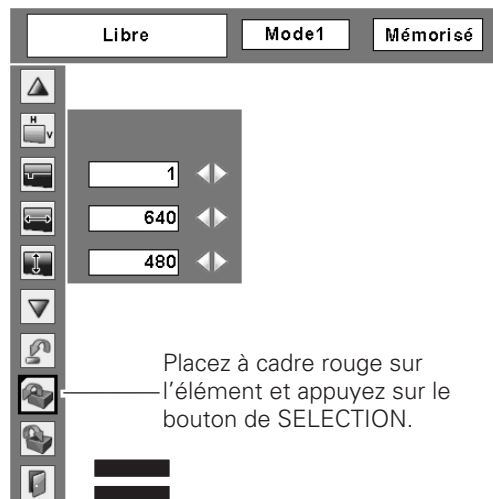 Libre Mode1 Mémorisé
H
V
1
640
480
Placez à cadre rouge sur
l'élément et appuyez sur le
bouton de SELECTION.